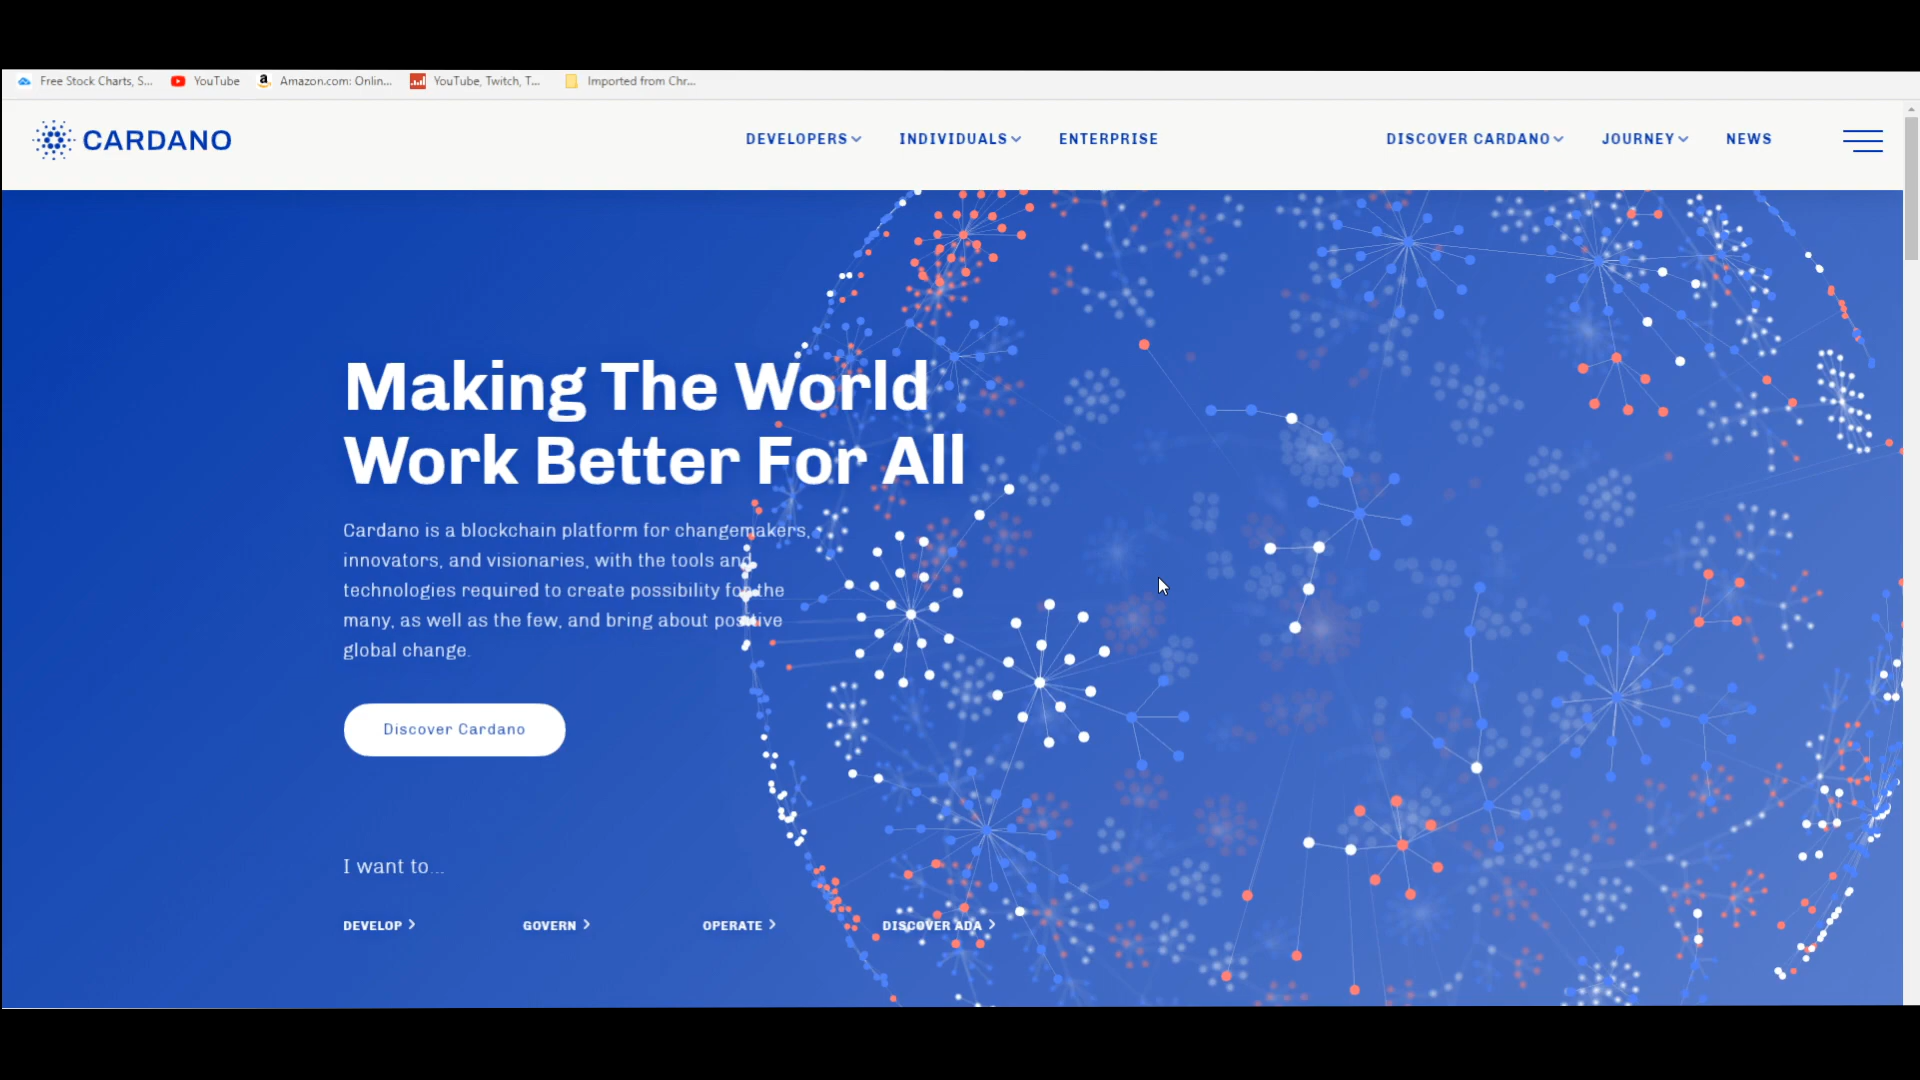 Free Stock Charts, S... YouTube Amazon.com: Onlin... YouTube, Twitch, T... Imported from Chr...
CARDANO DEVELOPERS INDIVIDUALS ENTERPRISE DISCOVER CARDANO JOURNEY NEWS
Making The World
Work Better For All
Cardano is a blockchain platform for changemakers,
innovators, and visionaries, with the tools and
technologies required to create possibility for the
many, as well as the few, and bring about positive
global change.
Discover Cardano
I want to...
DEVELOP GOVERN OPERATE DISCOVER ADA